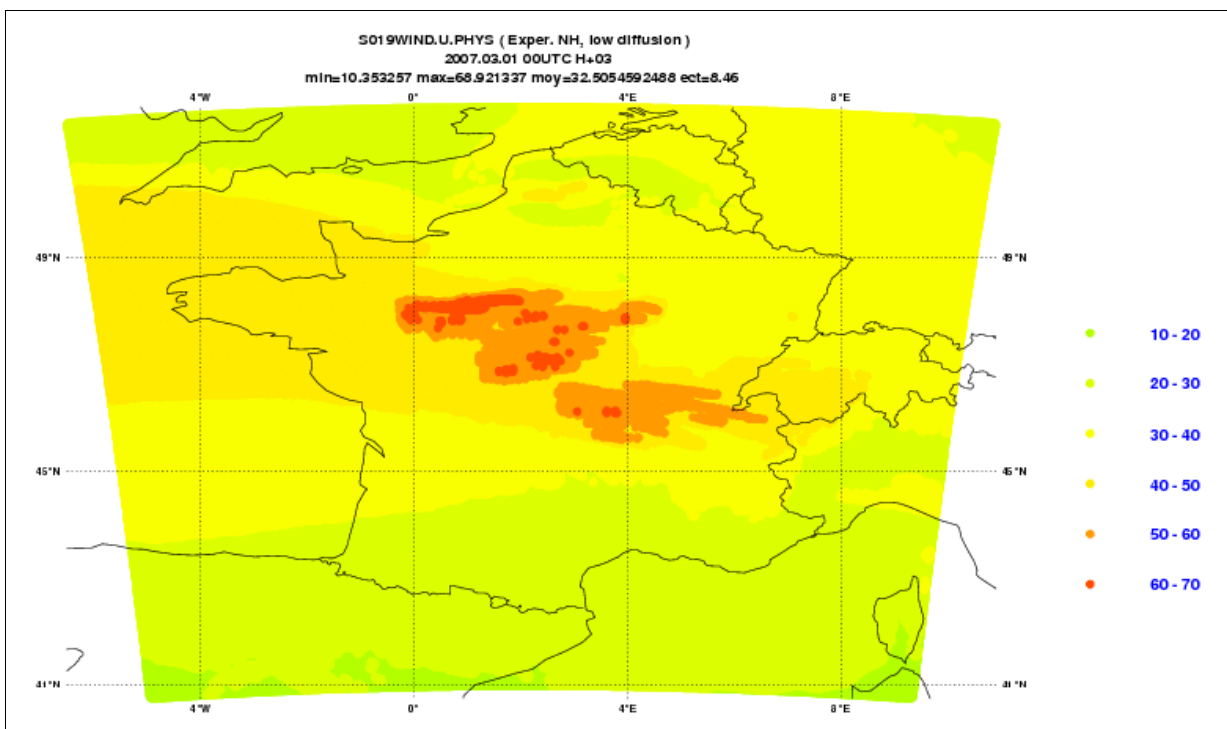 S019WIND.U.PHYS ( Exper. NH, low diffusion )
2007.03.01 00UTC H+03
min=10.353257 max=68.921337 moy=32.5054592488 ect=8.46
4°W 0° 4°E 8°E
49°N 49°N
10 - 20
20 - 30
30 - 40
45°N 45°N
40 - 50
50 - 60
60 - 70
41°N 41°N
4°W 0° 4°E 8°E